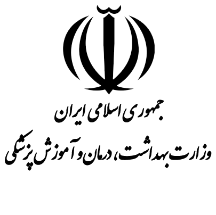 جمهوری اسلامی ایران
وزارت بهداشت، درمان و آموزش پزشکی